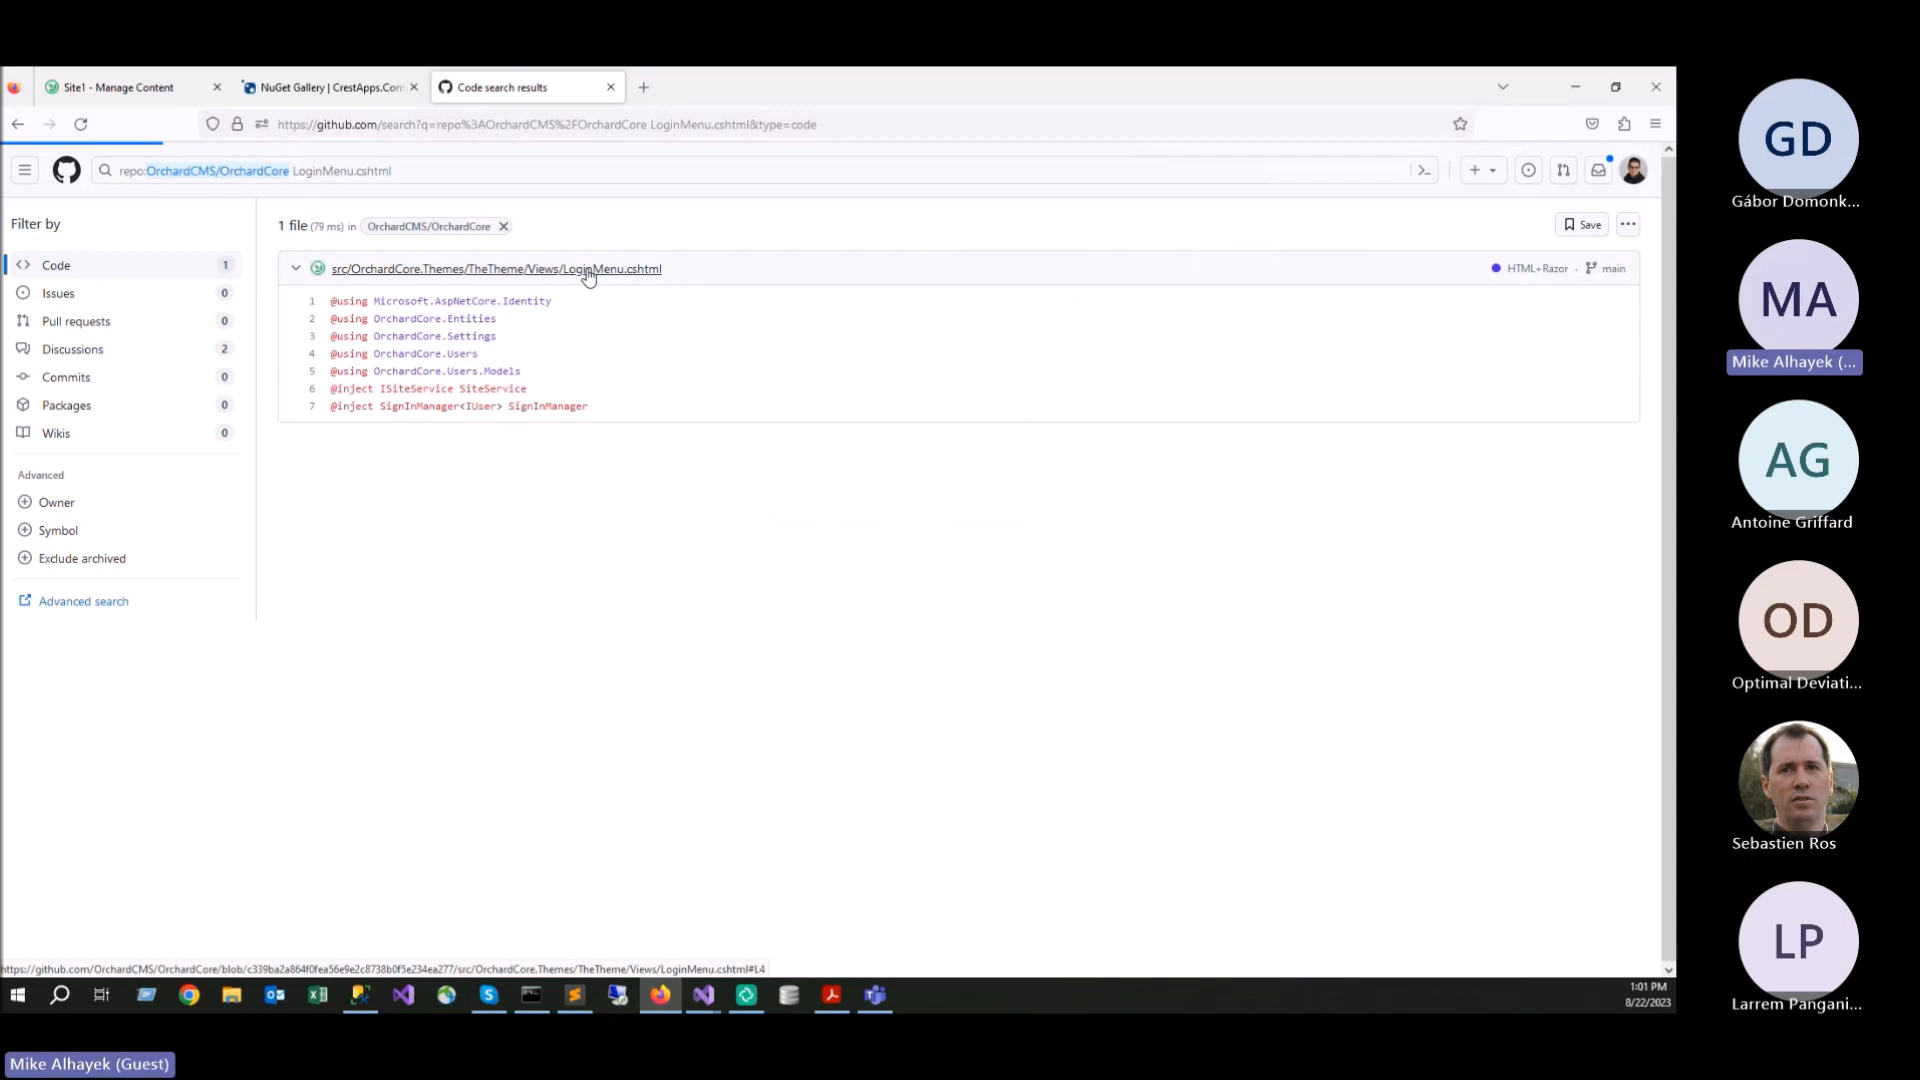 Site1 - Manage Content
NuGet Gallery | CrestApps.Com
Code search results
https://github.com/search?q=repo%3AOrchardCMS%2FOrchardCore LoginMenu.cshtml&type=code
repo:OrchardCMS/OrchardCore LoginMenu.cshtml
Filter by
Code 1
Issues 0
Pull requests 0
Discussions 2
Commits 0
Packages 0
Wikis 0
Advanced
Owner
Symbol
Exclude archived
Advanced search
1 file (79 ms) in OrchardCMS/OrchardCore
Save
src/OrchardCore.Themes/TheTheme/Views/LoginMenu.cshtml
HTML+Razor · main
1 @using Microsoft.AspNetCore.Identity
2 @using OrchardCore.Entities
3 @using OrchardCore.Settings
4 @using OrchardCore.Users
5 @using OrchardCore.Users.Models
6 @inject ISiteService SiteService
7 @inject SignInManager<IUser> SignInManager
https://github.com/OrchardCMS/OrchardCore/blob/c339ba2a864f0fea56e9e2c8738b0f5e234ea277/src/OrchardCore.Themes/TheTheme/Views/LoginMenu.cshtml#L4
1:01 PM
8/22/2023
GD
Gábor Domonk...
MA
Mike Alhayek (...
AG
Antoine Griffard
OD
Optimal Deviati...
Sebastien Ros
LP
Larrem Pangani...
Mike Alhayek (Guest)